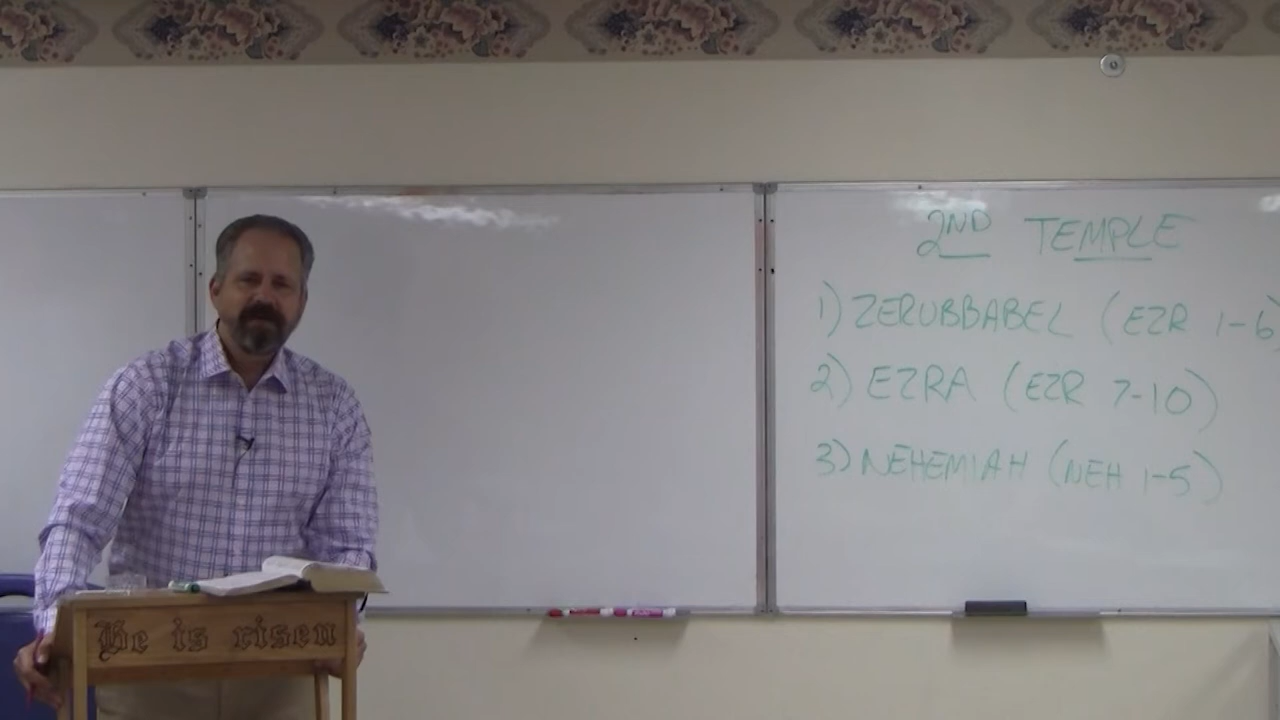 2ND TEMPLE
1) ZERUBBABEL (EZR 1-6)
2) EZRA (EZR 7-10)
3) NEHEMIAH (NEH 1-5)
He is risen